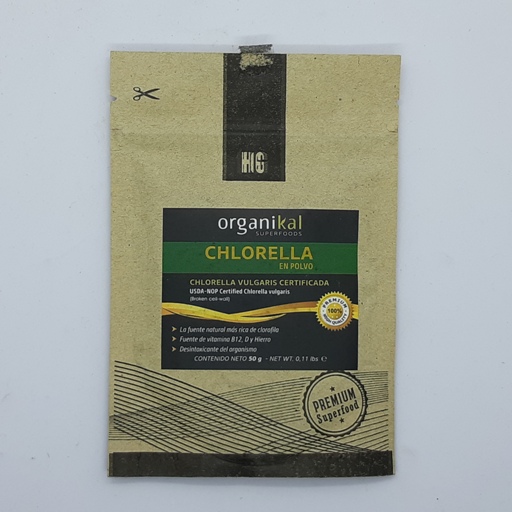 HG
organikal
SUPERFOODS
CHLORELLA
EN POLVO
CHLORELLA VULGARIS CERTIFICADA
USDA-NOP Certified Chlorella vulgaris
(Broken cell-wall)
PREMIUM
100%
HIGH QUALITY
La fuente natural más rica de clorofila
Fuente de vitamina B12, D y Hierro
Desintoxicante del organismo
CONTENIDO NETO 50 g - NET WT. 0,11 lbs e
PREMIUM
Superfood